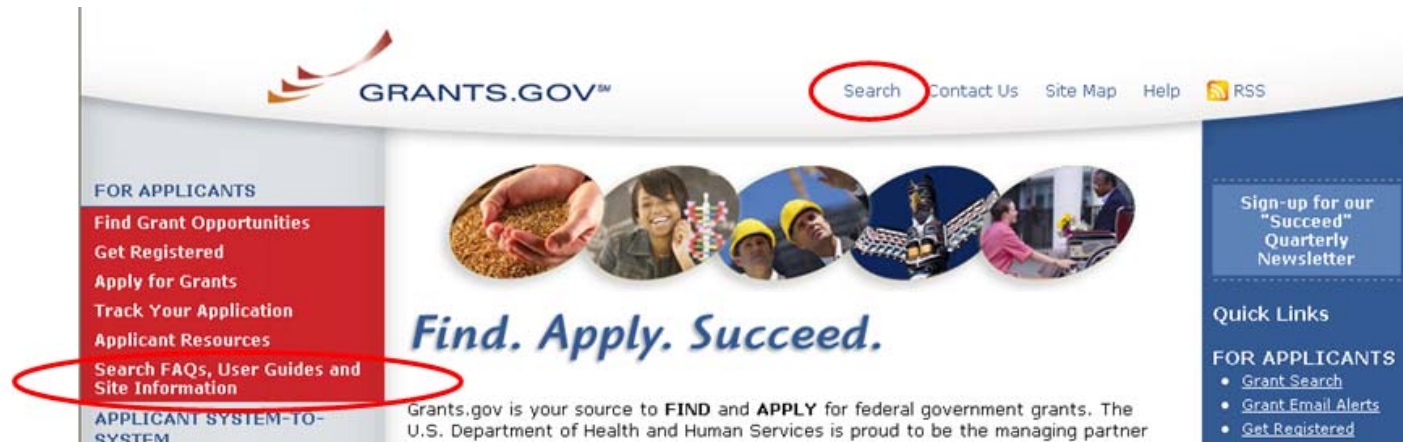 GRANTS.GOV℠
Search Contact Us Site Map Help RSS
FOR APPLICANTS
Find Grant Opportunities
Get Registered
Apply for Grants
Track Your Application
Applicant Resources
Search FAQs, User Guides and
Site Information
APPLICANT SYSTEM-TO-
SYSTEM
Find. Apply. Succeed.
Grants.gov is your source to FIND and APPLY for federal government grants. The
U.S. Department of Health and Human Services is proud to be the managing partner
Sign-up for our
"Succeed"
Quarterly
Newsletter
Quick Links
FOR APPLICANTS
• Grant Search
• Grant Email Alerts
• Get Registered